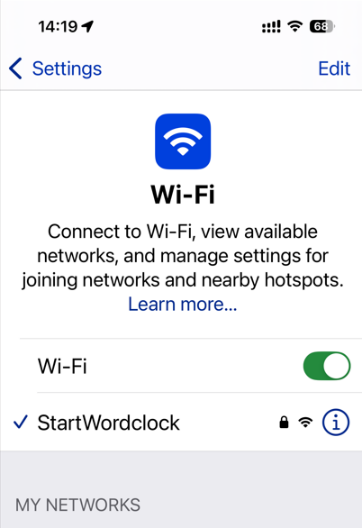 14:19
68
Settings
Edit
Wi-Fi
Connect to Wi-Fi, view available
networks, and manage settings for
joining networks and nearby hotspots.
Learn more...
Wi-Fi
StartWordclock
MY NETWORKS